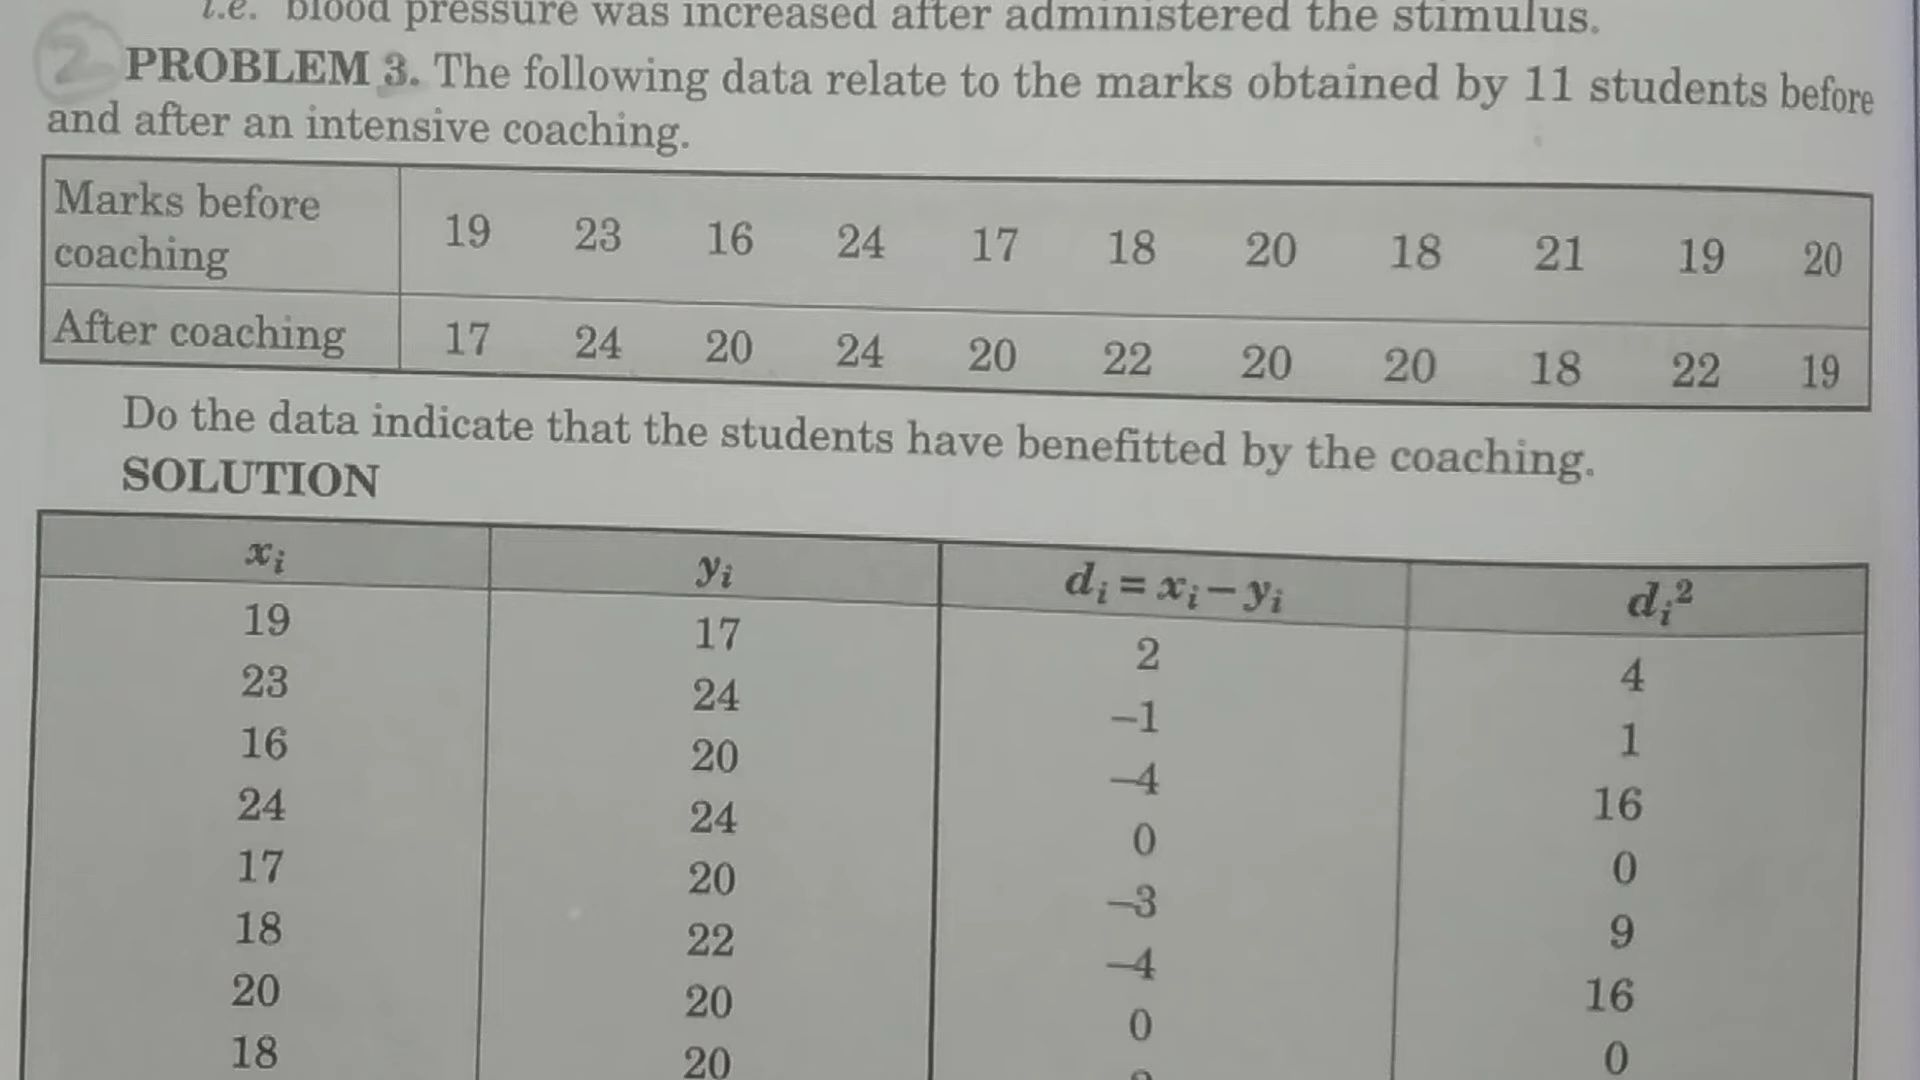 i.e. blood pressure was increased after administered the stimulus.
2 PROBLEM 3. The following data relate to the marks obtained by 11 students before
and after an intensive coaching.
Marks before coaching 19 23 16 24 17 18 20 18 21 19 20
After coaching 17 24 20 24 20 22 20 20 18 22 19
Do the data indicate that the students have benefitted by the coaching.
SOLUTION
xᵢ yᵢ dᵢ = xᵢ − yᵢ dᵢ²
19 17 2 4
23 24 −1 1
16 20 −4 16
24 24 0 0
17 20 −3 9
18 22 −4 16
20 20 0 0
18 20